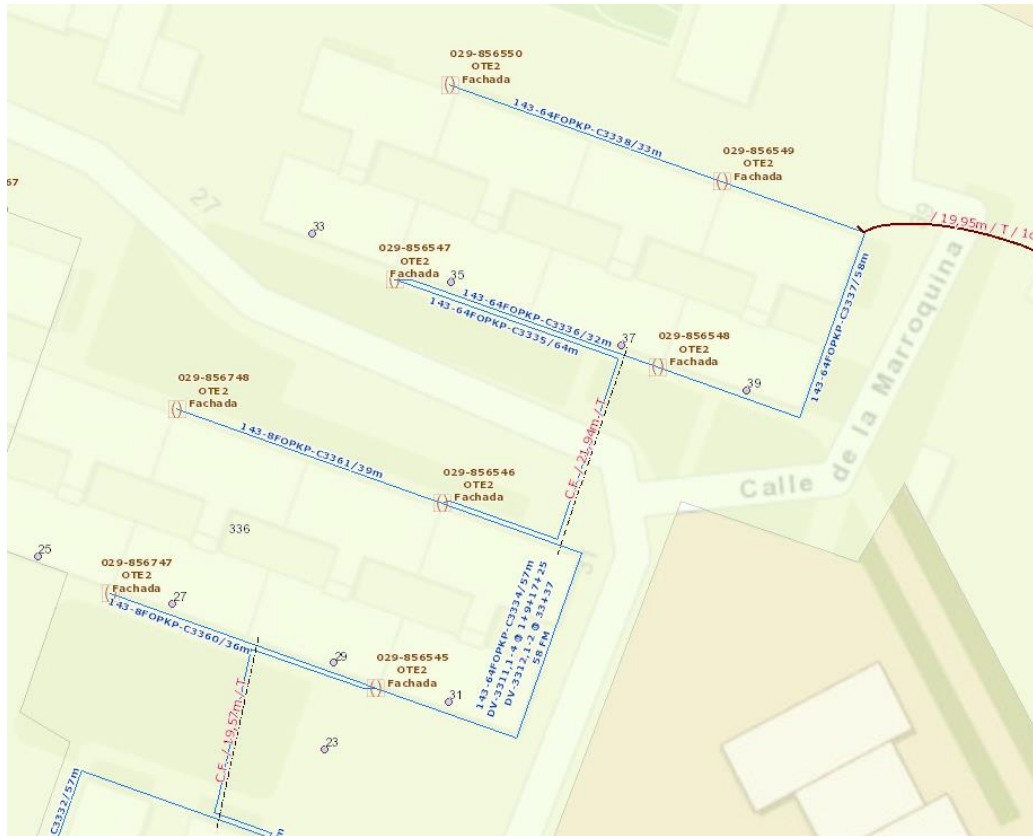 029-856550
OTE2
Fachada
143-64FOPKP-C3338/33m
029-856549
OTE2
Fachada
67
27
33
/ 19,95m / T / 1
89
029-856547
OTE2
Fachada
35
143-64FOPKP-C3336/32m
143-64FOPKP-C3335/64m
37
029-856548
OTE2
Fachada
39
143-64FOPKP-C3337/58m
Calle de la Marroquina
029-856748
OTE2
Fachada
143-8FOPKP-C3361/39m
C.F. / 21,94m / T
029-856546
OTE2
Fachada
336
25
029-856747
OTE2
Fachada
27
143-8FOPKP-C3360/36m
29
029-856545
OTE2
Fachada
31
143-64FOPKP-C3334/57m
DV-3311,1-4 @ 1+9+17+25
DV-3312,1-2 @ 33+37
58 FM
C.F. / 19,57m / T
23
C3332/57m
m